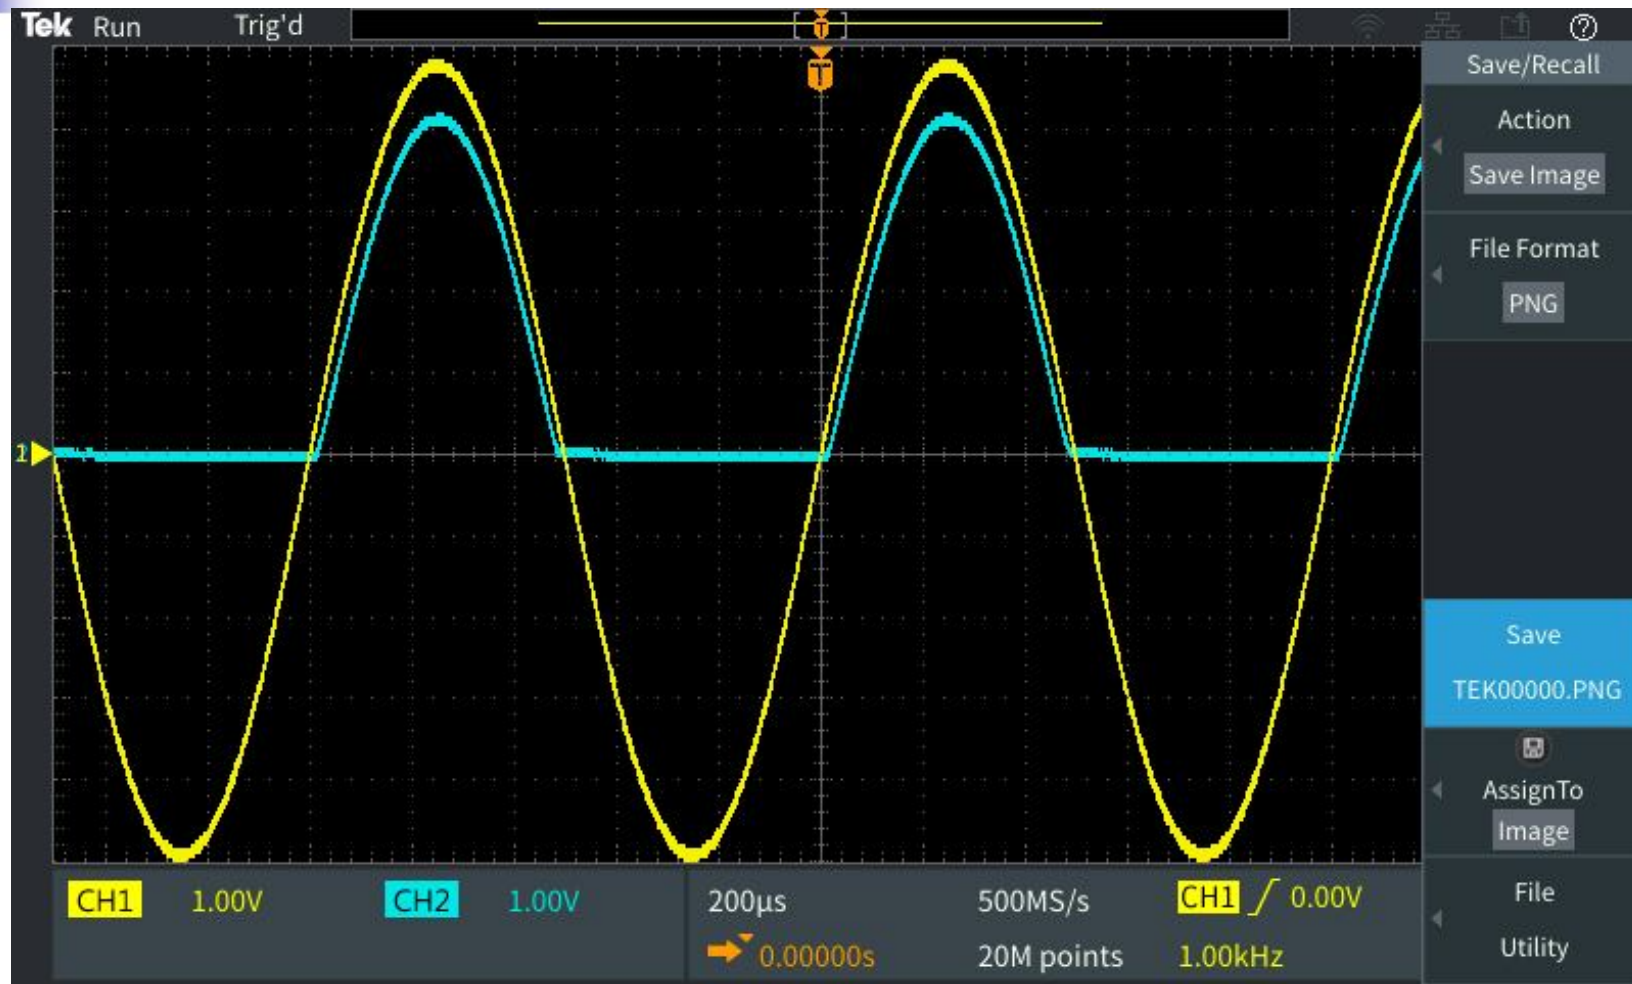 Tek Run Trig'd [ T ] ?
T
Save/Recall
Action
Save Image
File Format
PNG
Save
TEK00000.PNG
AssignTo
Image
File
Utility
CH1 1.00V CH2 1.00V 200µs 500MS/s CH1 0.00V
0.00000s 20M points 1.00kHz